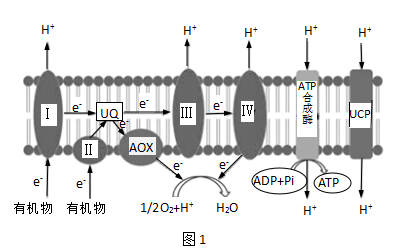 H⁺ H⁺ H⁺ H⁺ H⁺
I e⁻ UQ e⁻ III e⁻ IV ATP合成酶 UCP
e⁻
II AOX
e⁻ e⁻ e⁻ e⁻
ADP+Pi ATP
有机物 有机物 1/2O₂+H⁺ H₂O H⁺ H⁺
图1